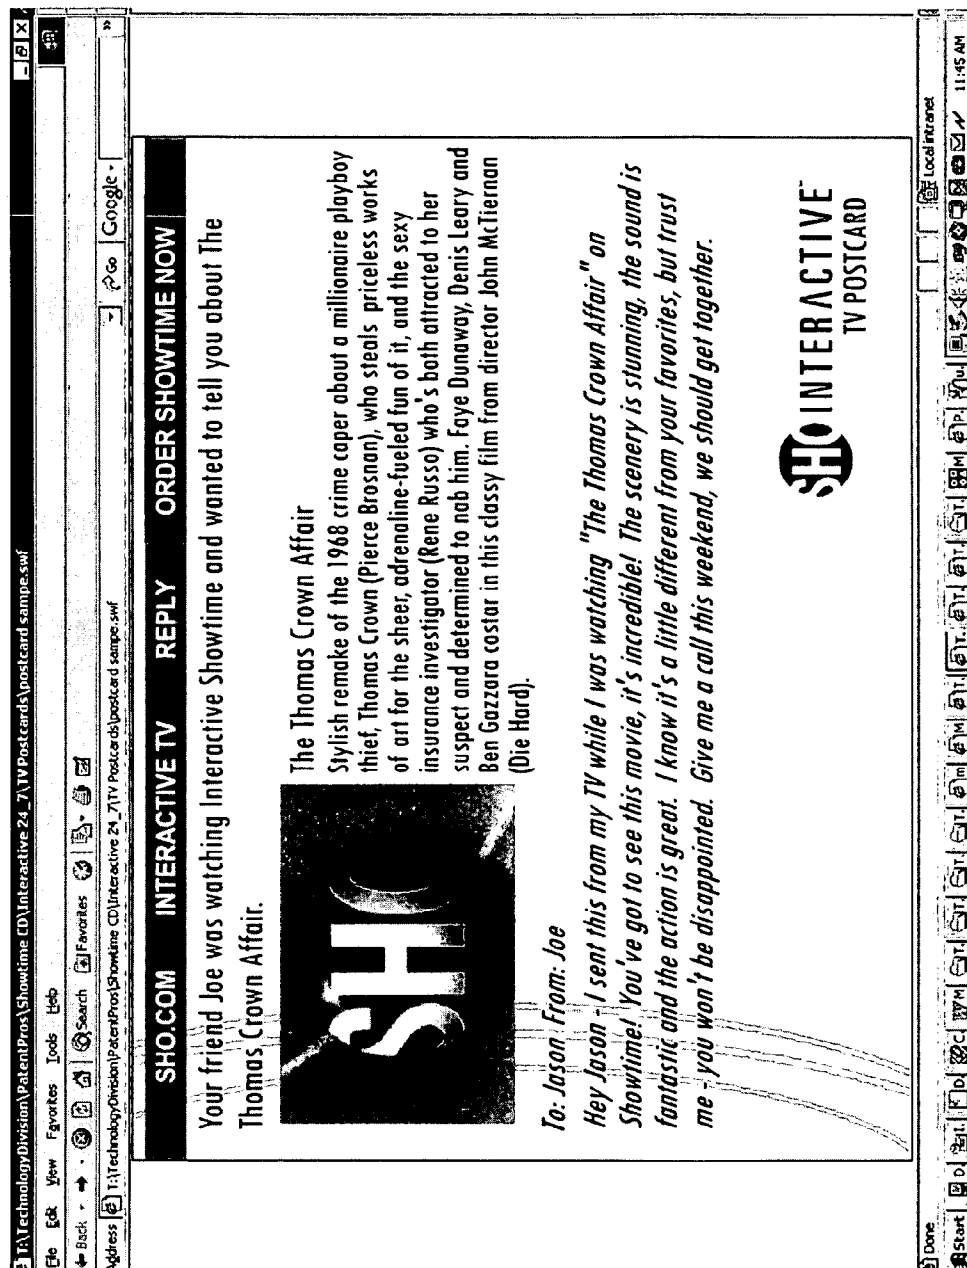 T:\TechnologyDivision\PatentPros\Showtime CD\Interactive 24_7\TV Postcards\postcard sampe.swf
File Edit View Favorites Tools Help
Back Search Favorites
Address T:\TechnologyDivision\PatentPros\Showtime CD\Interactive 24_7\TV Postcards\postcard sampe.swf Go Google
SHO.COM INTERACTIVE TV REPLY ORDER SHOWTIME NOW
Your friend Joe was watching Interactive Showtime and wanted to tell you about The
Thomas Crown Affair.
SHO
The Thomas Crown Affair
Stylish remake of the 1968 crime caper about a millionaire playboy
thief, Thomas Crown (Pierce Brosnan), who steals priceless works
of art for the sheer, adrenaline-fueled fun of it, and the sexy
insurance investigator (Rene Russo) who's both attracted to her
suspect and determined to nab him. Faye Dunaway, Denis Leary and
Ben Gazzara costar in this classy film from director John McTiernan
(Die Hard).
To: Jason From: Joe
Hey Jason - I sent this from my TV while I was watching "The Thomas Crown Affair" on
Showtime! You've got to see this movie, it's incredible! The scenery is stunning, the sound is
fantastic and the action is great. I know it's a little different from your favorites, but trust
me - you won't be disappointed. Give me a call this weekend, we should get together.
SHO INTERACTIVE
TV POSTCARD
Done Local intranet
Start 11:45 AM